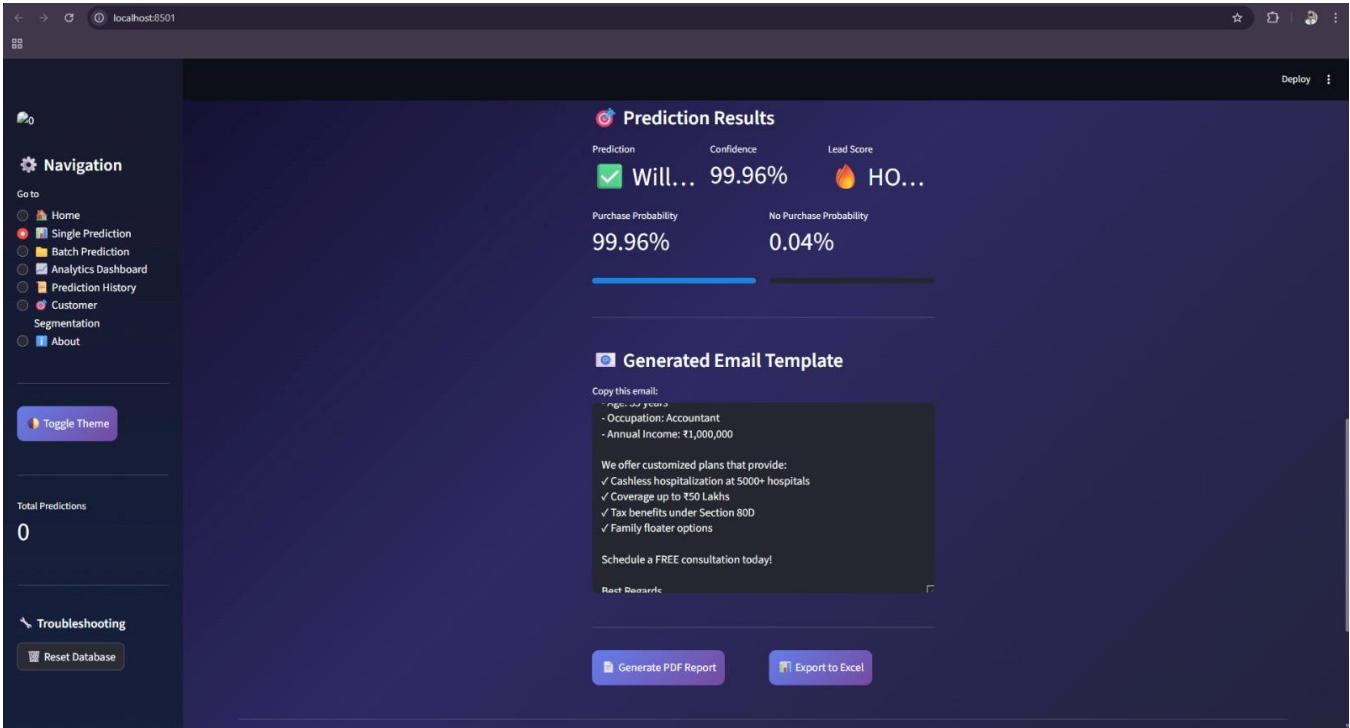 localhost:8501
Deploy
0
Navigation
Go to
Home
Single Prediction
Batch Prediction
Analytics Dashboard
Prediction History
Customer
Segmentation
About
Toggle Theme
Total Predictions
0
Troubleshooting
Reset Database
Prediction Results
Prediction
Confidence
Lead Score
Will...
99.96%
HO...
Purchase Probability
No Purchase Probability
99.96%
0.04%
Generated Email Template
Copy this email:
- Age: 35 years
- Occupation: Accountant
- Annual Income: ₹1,000,000
We offer customized plans that provide:
✓ Cashless hospitalization at 5000+ hospitals
✓ Coverage up to ₹50 Lakhs
✓ Tax benefits under Section 80D
✓ Family floater options
Schedule a FREE consultation today!
Best Regards
Generate PDF Report
Export to Excel